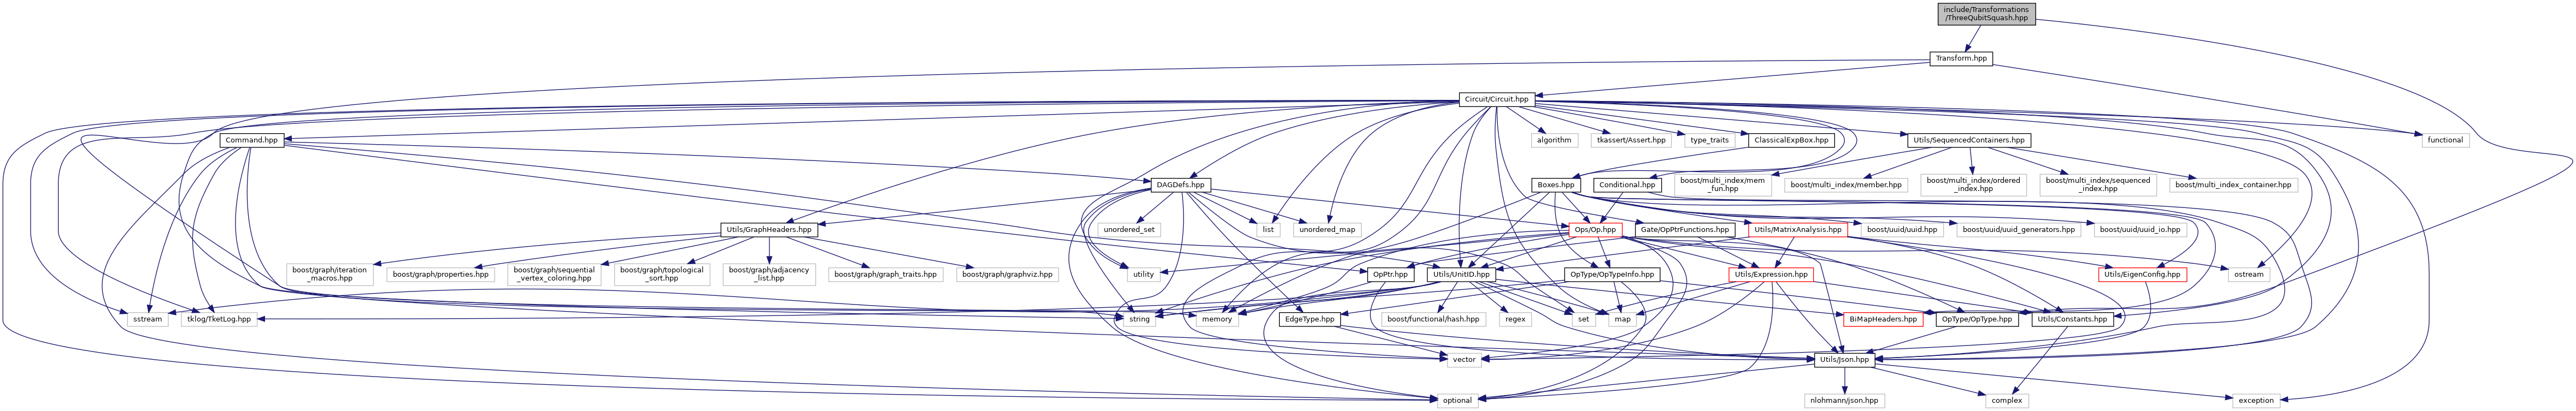 include/Transformations
/ThreeQubitSquash.hpp
Transform.hpp
Circuit/Circuit.hpp
Command.hpp
algorithm
tkassert/Assert.hpp
type_traits
ClassicalExpBox.hpp
Utils/SequencedContainers.hpp
functional
DAGDefs.hpp
Boxes.hpp
Conditional.hpp
boost/multi_index/mem
_fun.hpp
boost/multi_index/member.hpp
boost/multi_index/ordered
_index.hpp
boost/multi_index/sequenced
_index.hpp
boost/multi_index_container.hpp
Utils/GraphHeaders.hpp
unordered_set
list
unordered_map
Ops/Op.hpp
Gate/OpPtrFunctions.hpp
Utils/MatrixAnalysis.hpp
boost/uuid/uuid.hpp
boost/uuid/uuid_generators.hpp
boost/uuid/uuid_io.hpp
boost/graph/iteration
_macros.hpp
boost/graph/properties.hpp
boost/graph/sequential
_vertex_coloring.hpp
boost/graph/topological
_sort.hpp
boost/graph/adjacency
_list.hpp
boost/graph/graph_traits.hpp
boost/graph/graphviz.hpp
utility
OpPtr.hpp
Utils/UnitID.hpp
OpType/OpTypeInfo.hpp
Utils/Expression.hpp
Utils/EigenConfig.hpp
ostream
sstream
tklog/TketLog.hpp
string
memory
EdgeType.hpp
boost/functional/hash.hpp
regex
set
map
BiMapHeaders.hpp
OpType/OpType.hpp
Utils/Constants.hpp
vector
Utils/Json.hpp
optional
nlohmann/json.hpp
complex
exception